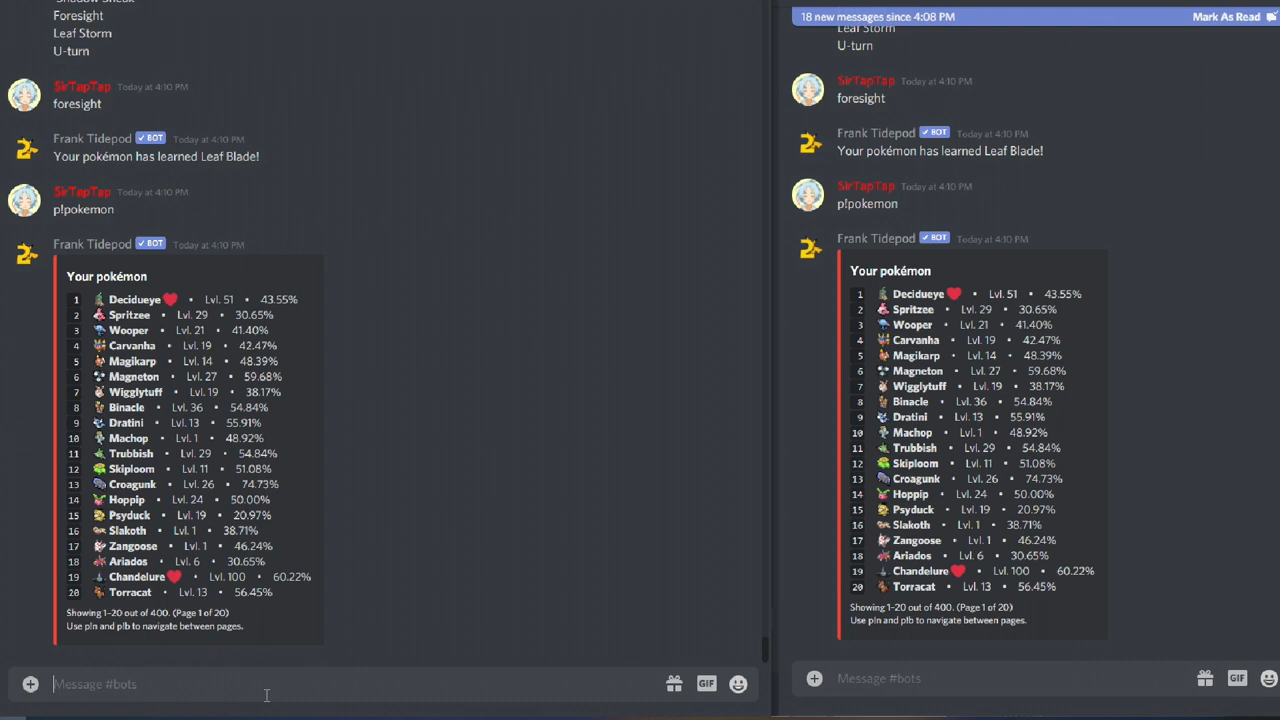 Shadow Sneak
Foresight
Leaf Storm
U-turn
SirTapTap Today at 4:10 PM
foresight
Frank Tidepod ✓ BOT Today at 4:10 PM
Your pokémon has learned Leaf Blade!
SirTapTap Today at 4:10 PM
p!pokemon
Frank Tidepod ✓ BOT Today at 4:10 PM
Your pokémon
1 Decidueye • Lvl. 51 • 43.55%
2 Spritzee • Lvl. 29 • 30.65%
3 Wooper • Lvl. 21 • 41.40%
4 Carvanha • Lvl. 19 • 42.47%
5 Magikarp • Lvl. 14 • 48.39%
6 Magneton • Lvl. 27 • 59.68%
7 Wigglytuff • Lvl. 19 • 38.17%
8 Binacle • Lvl. 36 • 54.84%
9 Dratini • Lvl. 13 • 55.91%
10 Machop • Lvl. 1 • 48.92%
11 Trubbish • Lvl. 29 • 54.84%
12 Skiploom • Lvl. 11 • 51.08%
13 Croagunk • Lvl. 26 • 74.73%
14 Hoppip • Lvl. 24 • 50.00%
15 Psyduck • Lvl. 19 • 20.97%
16 Slakoth • Lvl. 1 • 38.71%
17 Zangoose • Lvl. 1 • 46.24%
18 Ariados • Lvl. 6 • 30.65%
19 Chandelure • Lvl. 100 • 60.22%
20 Torracat • Lvl. 13 • 56.45%
Showing 1-20 out of 400. (Page 1 of 20)
Use p!n and p!b to navigate between pages.
Message #bots
GIF
18 new messages since 4:08 PM Mark As Read
Leaf Storm
U-turn
SirTapTap Today at 4:10 PM
foresight
Frank Tidepod ✓ BOT Today at 4:10 PM
Your pokémon has learned Leaf Blade!
SirTapTap Today at 4:10 PM
p!pokemon
Frank Tidepod ✓ BOT Today at 4:10 PM
Your pokémon
1 Decidueye • Lvl. 51 • 43.55%
2 Spritzee • Lvl. 29 • 30.65%
3 Wooper • Lvl. 21 • 41.40%
4 Carvanha • Lvl. 19 • 42.47%
5 Magikarp • Lvl. 14 • 48.39%
6 Magneton • Lvl. 27 • 59.68%
7 Wigglytuff • Lvl. 19 • 38.17%
8 Binacle • Lvl. 36 • 54.84%
9 Dratini • Lvl. 13 • 55.91%
10 Machop • Lvl. 1 • 48.92%
11 Trubbish • Lvl. 29 • 54.84%
12 Skiploom • Lvl. 11 • 51.08%
13 Croagunk • Lvl. 26 • 74.73%
14 Hoppip • Lvl. 24 • 50.00%
15 Psyduck • Lvl. 19 • 20.97%
16 Slakoth • Lvl. 1 • 38.71%
17 Zangoose • Lvl. 1 • 46.24%
18 Ariados • Lvl. 6 • 30.65%
19 Chandelure • Lvl. 100 • 60.22%
20 Torracat • Lvl. 13 • 56.45%
Showing 1-20 out of 400. (Page 1 of 20)
Use p!n and p!b to navigate between pages.
Message #bots
GIF